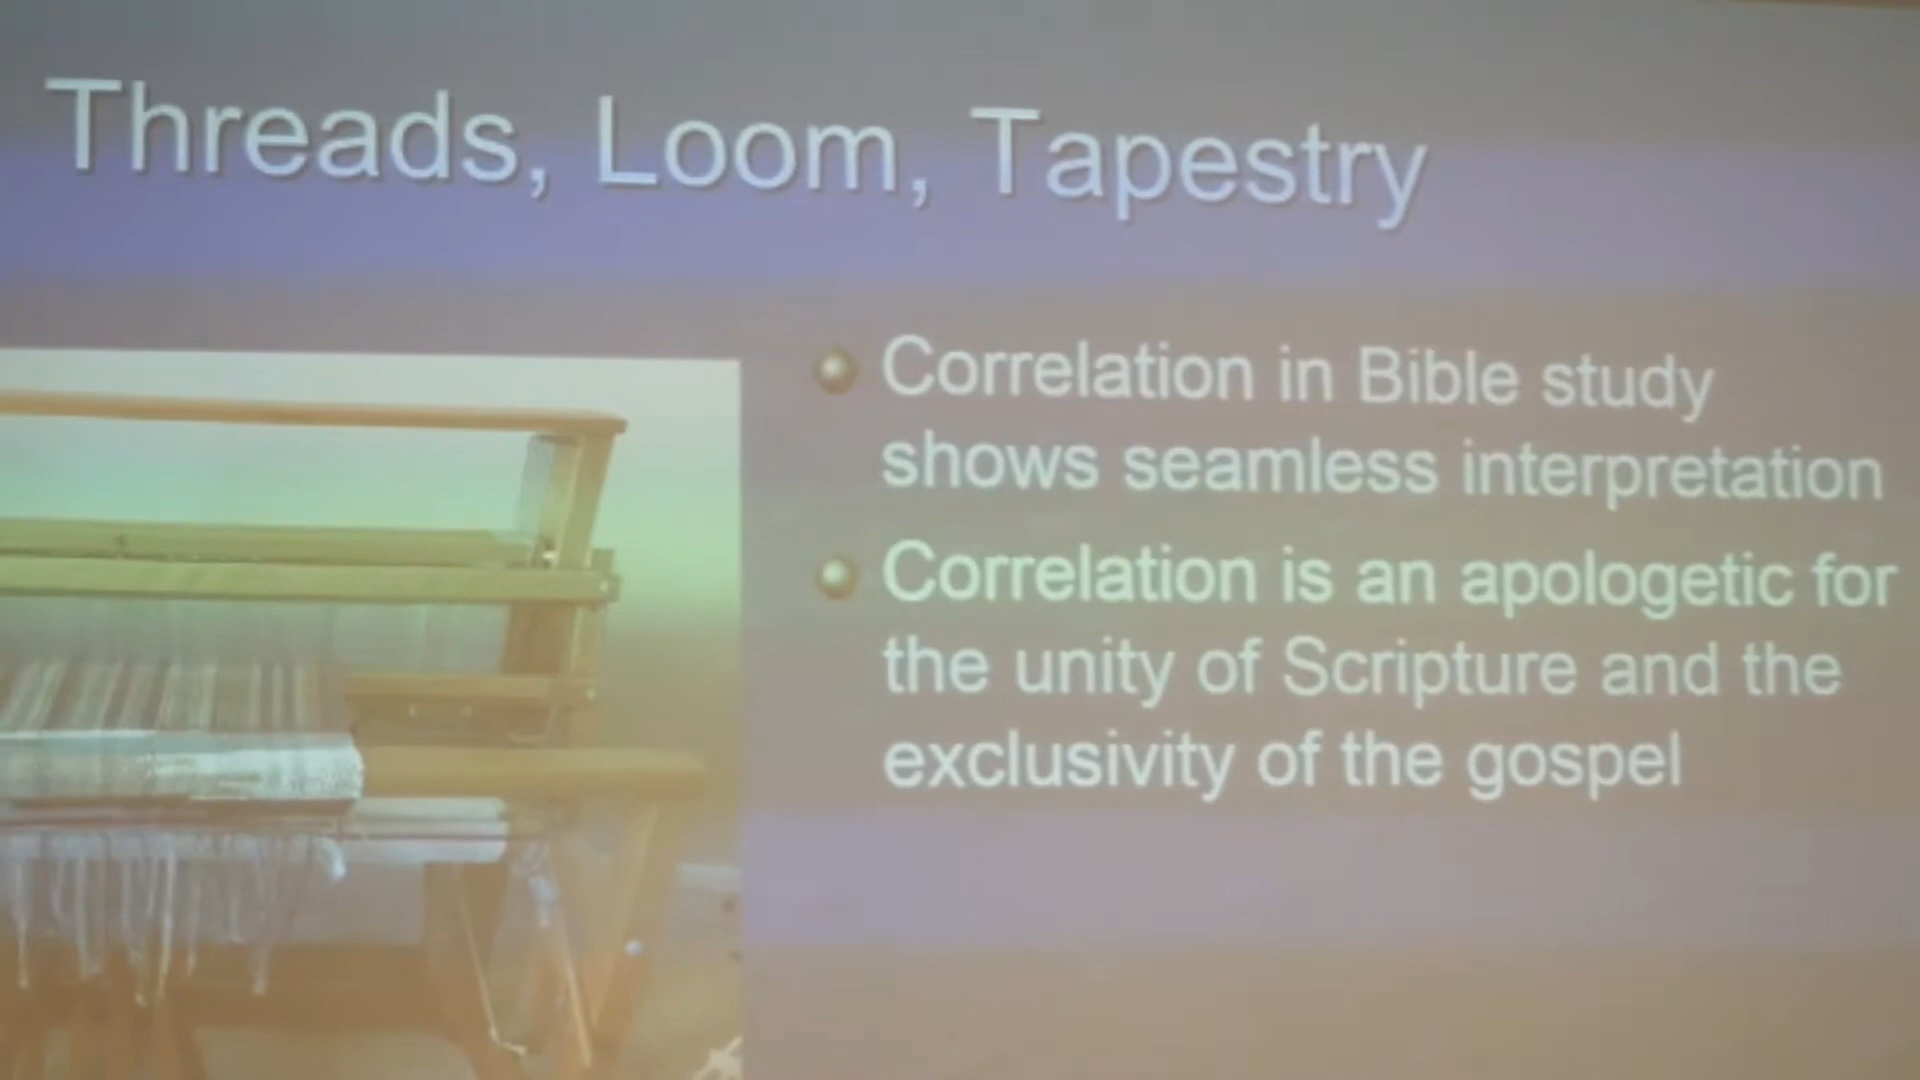 Threads, Loom, Tapestry
Correlation in Bible study
shows seamless interpretation
Correlation is an apologetic for
the unity of Scripture and the
exclusivity of the gospel